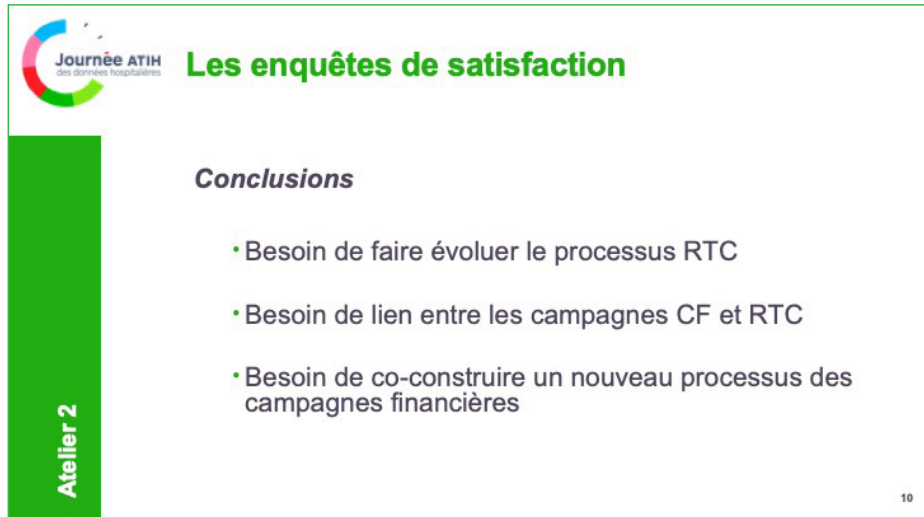 Journée ATIH
des données hospitalières
Les enquêtes de satisfaction
Conclusions
• Besoin de faire évoluer le processus RTC
• Besoin de lien entre les campagnes CF et RTC
• Besoin de co-construire un nouveau processus des
campagnes financières
Atelier 2
10